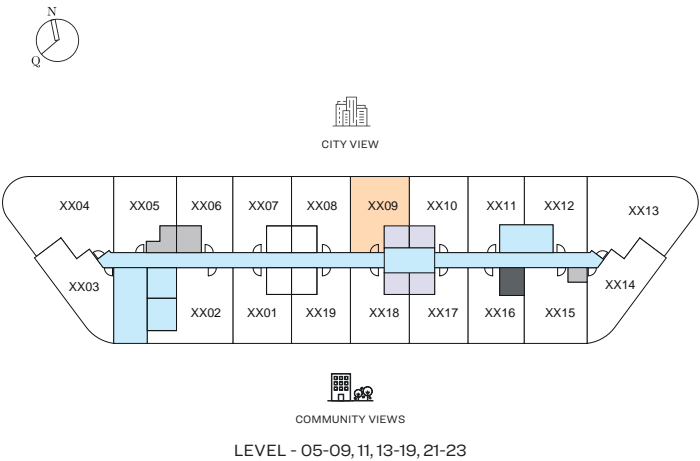 N
Q
CITY VIEW
XX04 XX05 XX06 XX07 XX08 XX09 XX10 XX11 XX12 XX13
XX03 XX14
XX02 XX01 XX19 XX18 XX17 XX16 XX15
COMMUNITY VIEWS
LEVEL - 05-09, 11, 13-19, 21-23